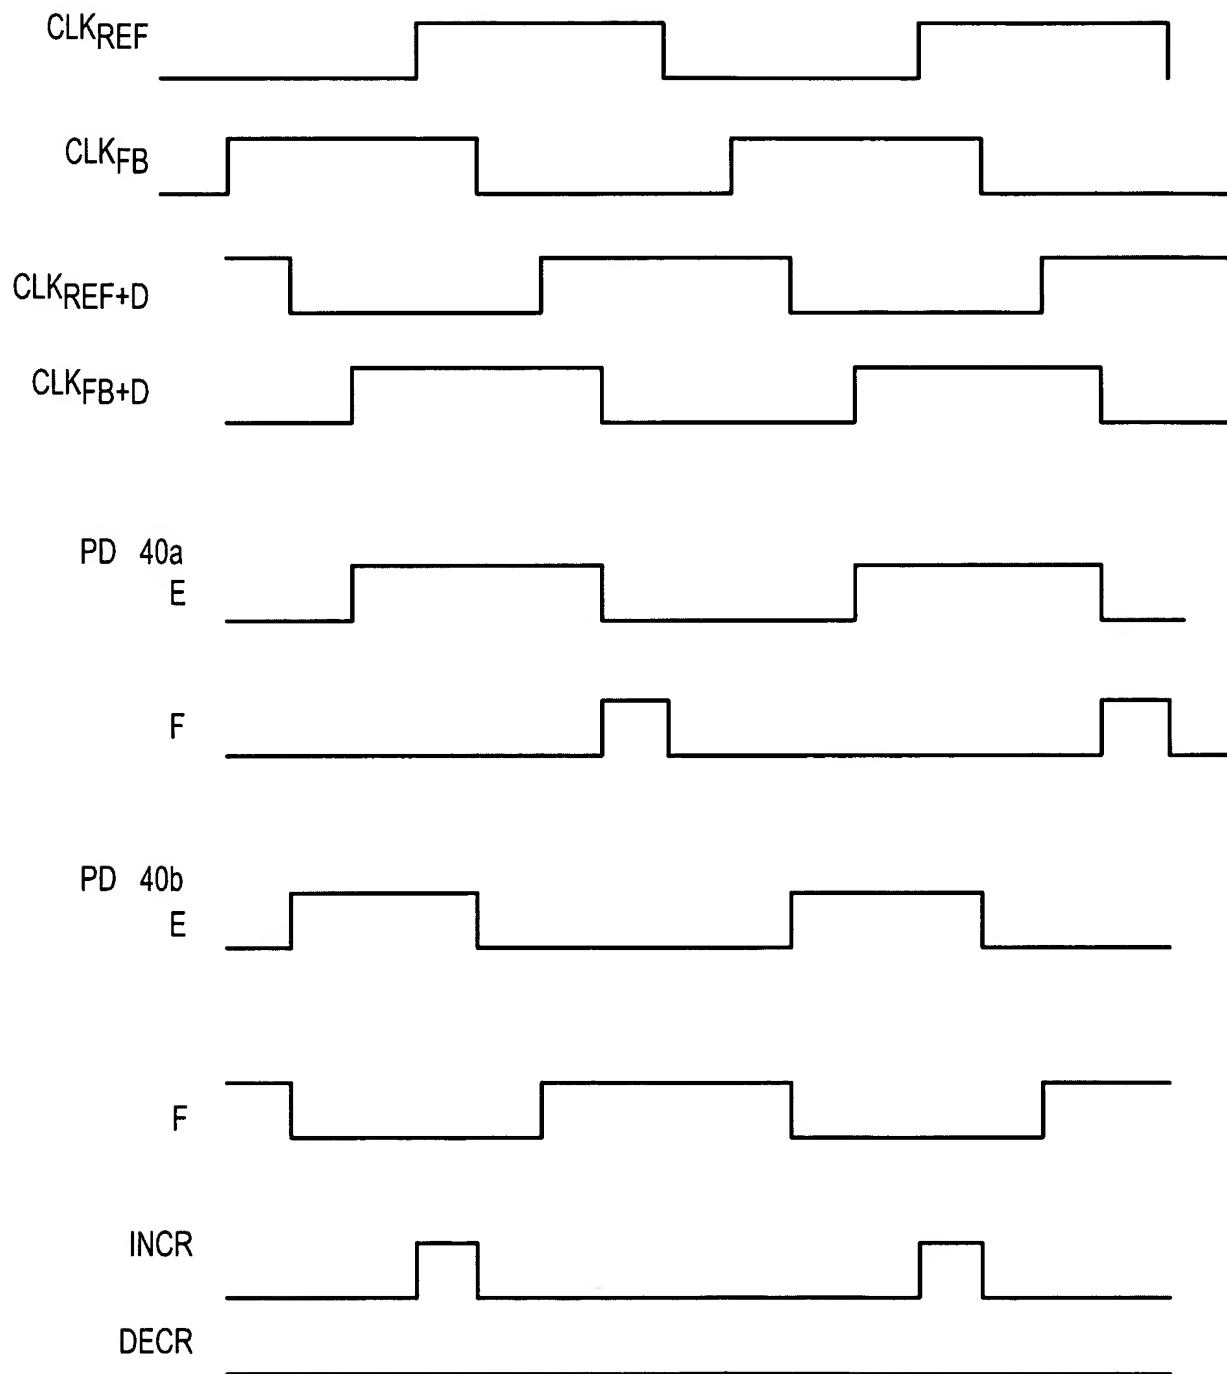 CLKREF
CLKFB
CLKREF+D
CLKFB+D
PD 40a
E
F
PD 40b
E
F
INCR
DECR